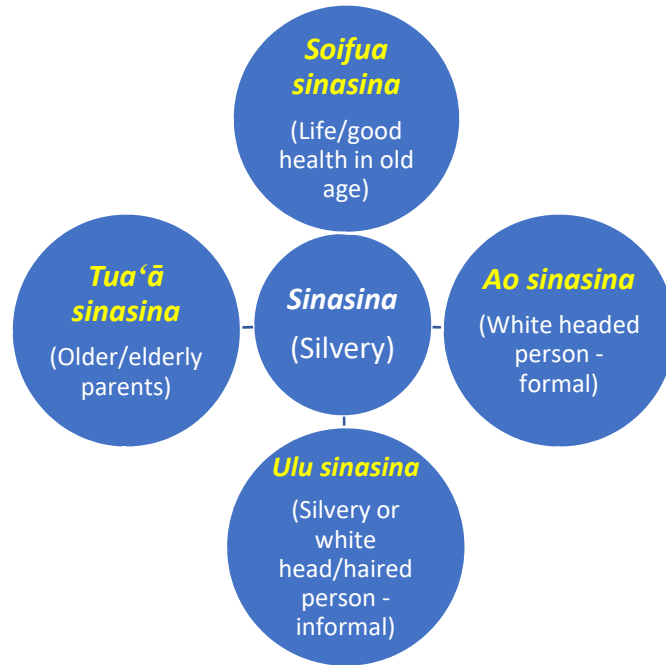 Soifua
sinasina
(Life/good
health in old
age)
Tuaʻā
sinasina
(Older/elderly
parents)
Sinasina
(Silvery)
Ao sinasina
(White headed
person -
formal)
Ulu sinasina
(Silvery or
white
head/haired
person -
informal)